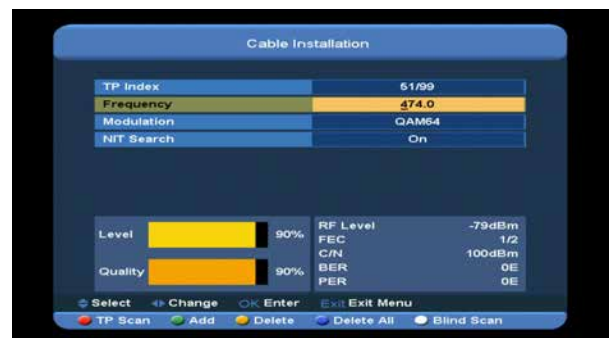 Cable Installation
TP Index 51/99
Frequency 474.0
Modulation QAM64
NIT Search On
Level 90%
Quality 90%
RF Level -79dBm
FEC 1/2
C/N 100dBm
BER 0E
PER 0E
Select Change OK Enter Exit Exit Menu
TP Scan Add Delete Delete All Blind Scan